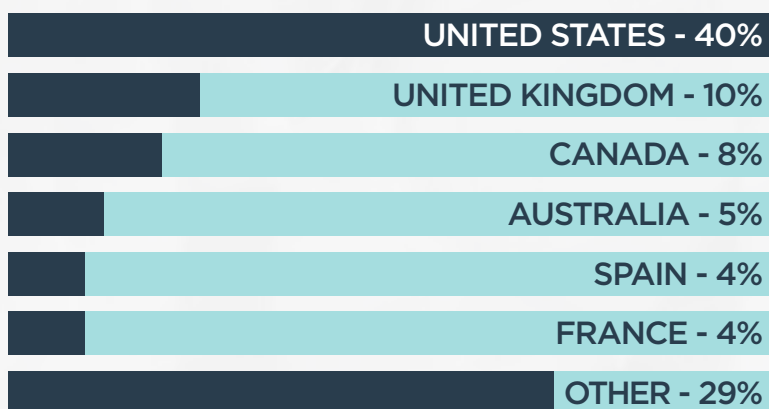 UNITED STATES - 40%
UNITED KINGDOM - 10%
CANADA - 8%
AUSTRALIA - 5%
SPAIN - 4%
FRANCE - 4%
OTHER - 29%